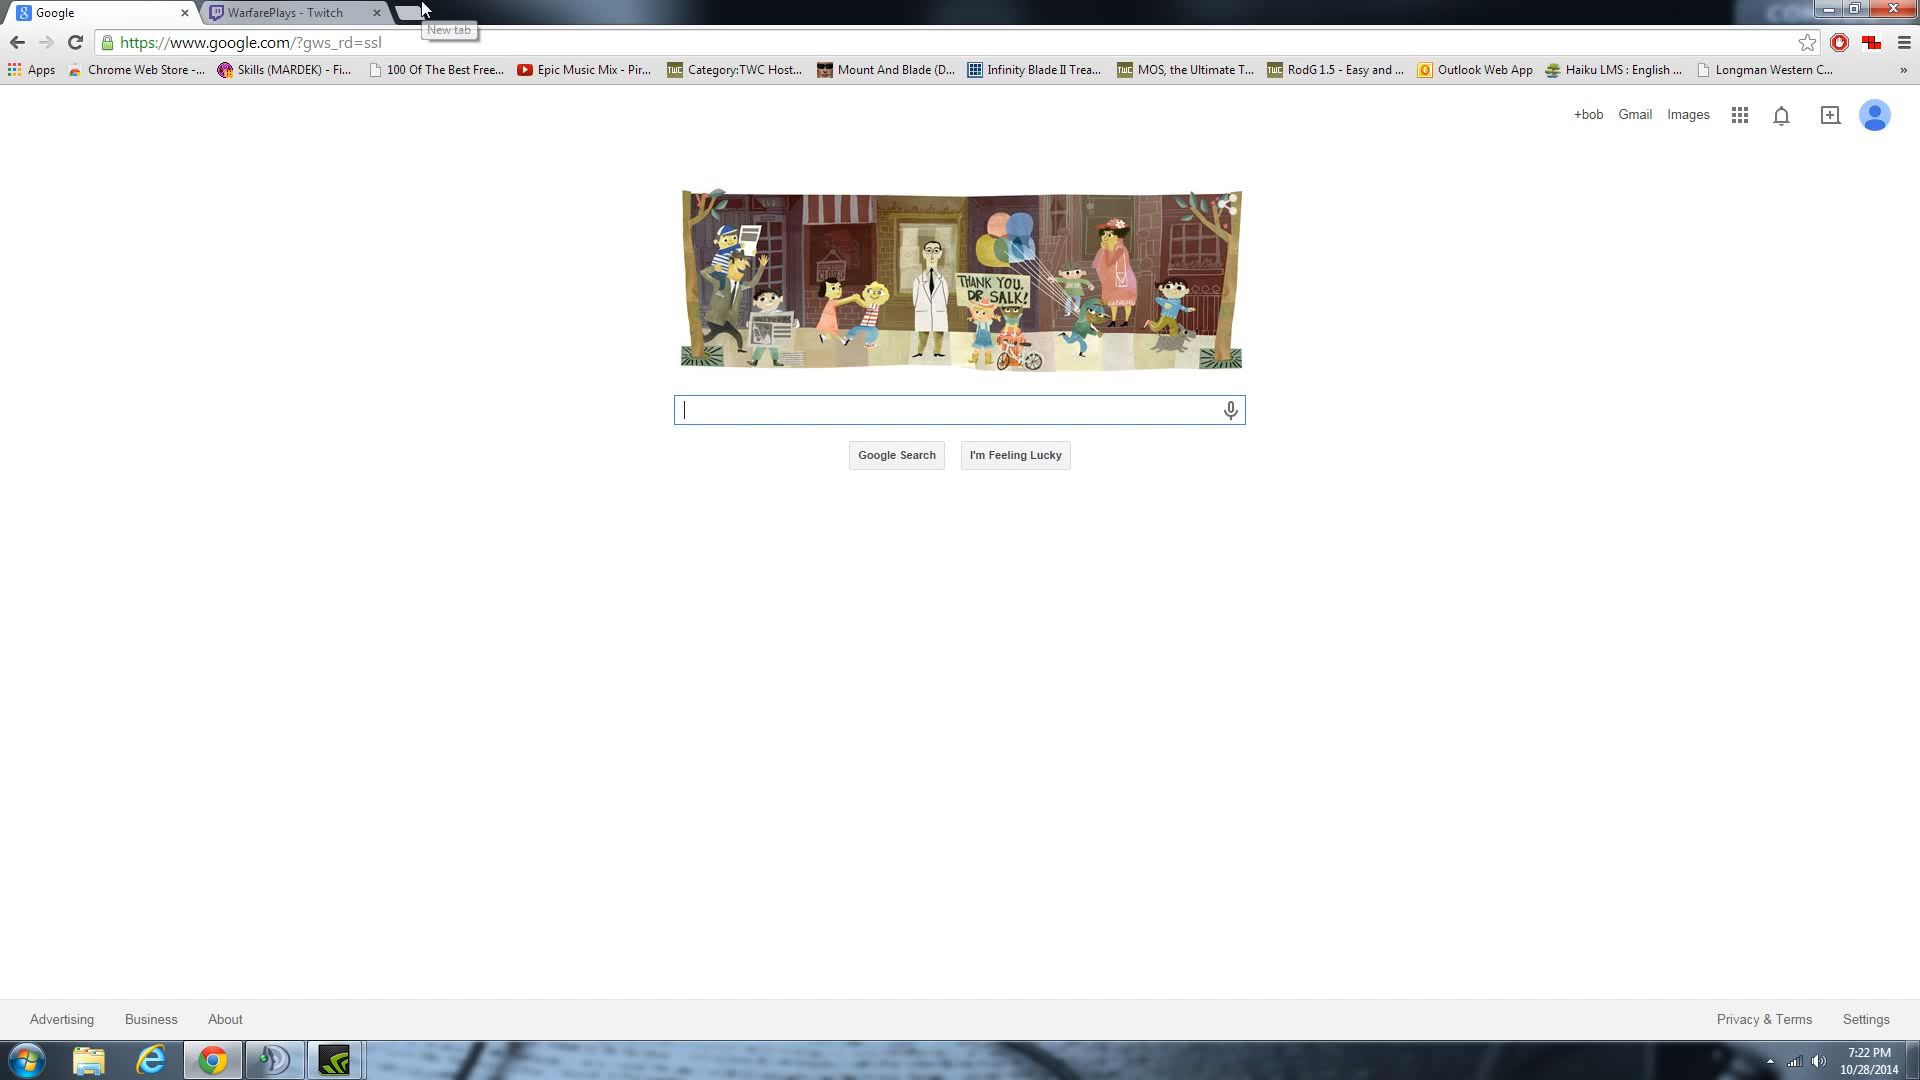 Google
WarfarePlays - Twitch
New tab
https://www.google.com/?gws_rd=ssl
Apps
Chrome Web Store -...
Skills (MARDEK) - Fi...
100 Of The Best Free...
Epic Music Mix - Pir...
TWC Category:TWC Host...
Mount And Blade (D...
Infinity Blade II Trea...
TWC MOS, the Ultimate T...
TWC RodG 1.5 - Easy and ...
Outlook Web App
Haiku LMS : English ...
Longman Western C...
»
+bob Gmail Images
CLOSED
THANK YOU,
DR. SALK!
Google Search
I'm Feeling Lucky
Advertising Business About
Privacy & Terms Settings
7:22 PM
10/28/2014